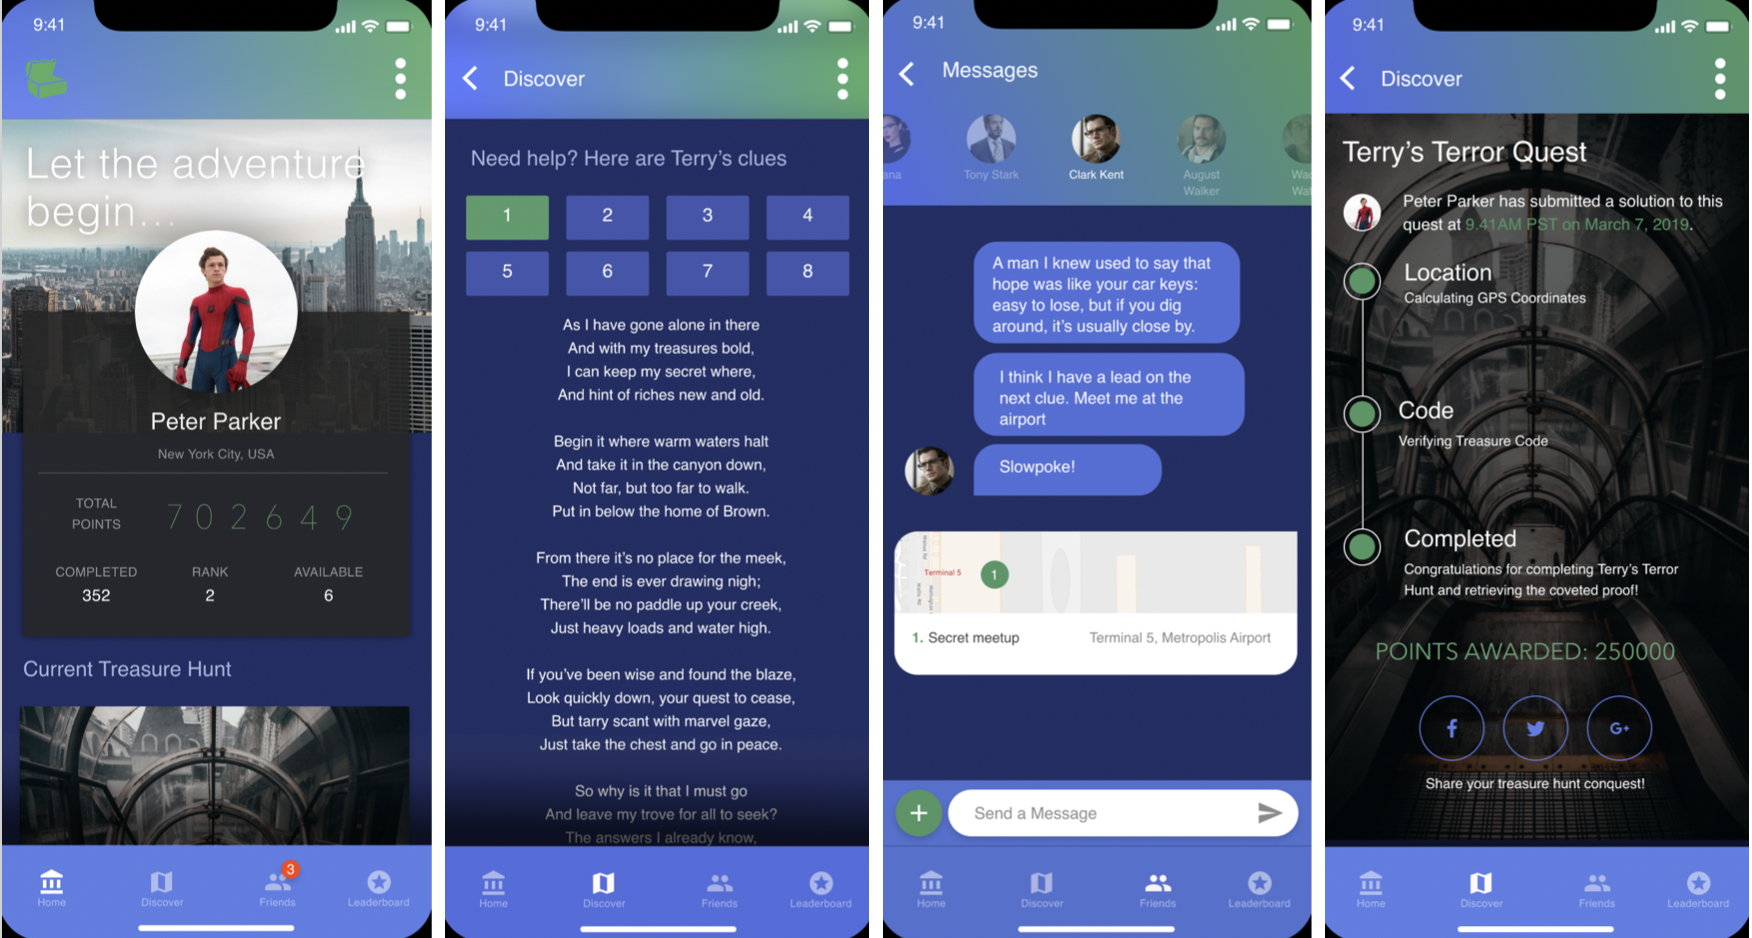 9:41
Let the adventure
begin...
Peter Parker
New York City, USA
TOTAL
POINTS
702649
COMPLETED
RANK
AVAILABLE
352
2
6
Current Treasure Hunt
3
Home
Discover
Friends
Leaderboard
9:41
Discover
Need help? Here are Terry's clues
1
2
3
4
5
6
7
8
As I have gone alone in there
And with my treasures bold,
I can keep my secret where,
And hint of riches new and old.
Begin it where warm waters halt
And take it in the canyon down,
Not far, but too far to walk.
Put in below the home of Brown.
From there it's no place for the meek,
The end is ever drawing nigh;
There'll be no paddle up your creek,
Just heavy loads and water high.
If you've been wise and found the blaze,
Look quickly down, your quest to cease,
But tarry scant with marvel gaze,
Just take the chest and go in peace.
So why is it that I must go
And leave my trove for all to seek?
The answers I already know,
Home
Discover
Friends
Leaderboard
9:41
Messages
ana
Tony Stark
Clark Kent
August
Walker
Wa
Wat
A man I knew used to say that
hope was like your car keys:
easy to lose, but if you dig
around, it's usually close by.
I think I have a lead on the
next clue. Meet me at the
airport
Slowpoke!
Terminal 5
1
1. Secret meetup
Terminal 5, Metropolis Airport
Send a Message
Home
Discover
Friends
Leaderboard
9:41
Discover
Terry's Terror Quest
Peter Parker has submitted a solution to this
quest at 9.41AM PST on March 7, 2019.
Location
Calculating GPS Coordinates
Code
Verifying Treasure Code
Completed
Congratulations for completing Terry's Terror
Hunt and retrieving the coveted proof!
POINTS AWARDED: 250000
f
G+
Share your treasure hunt conquest!
Home
Discover
Friends
Leaderboard